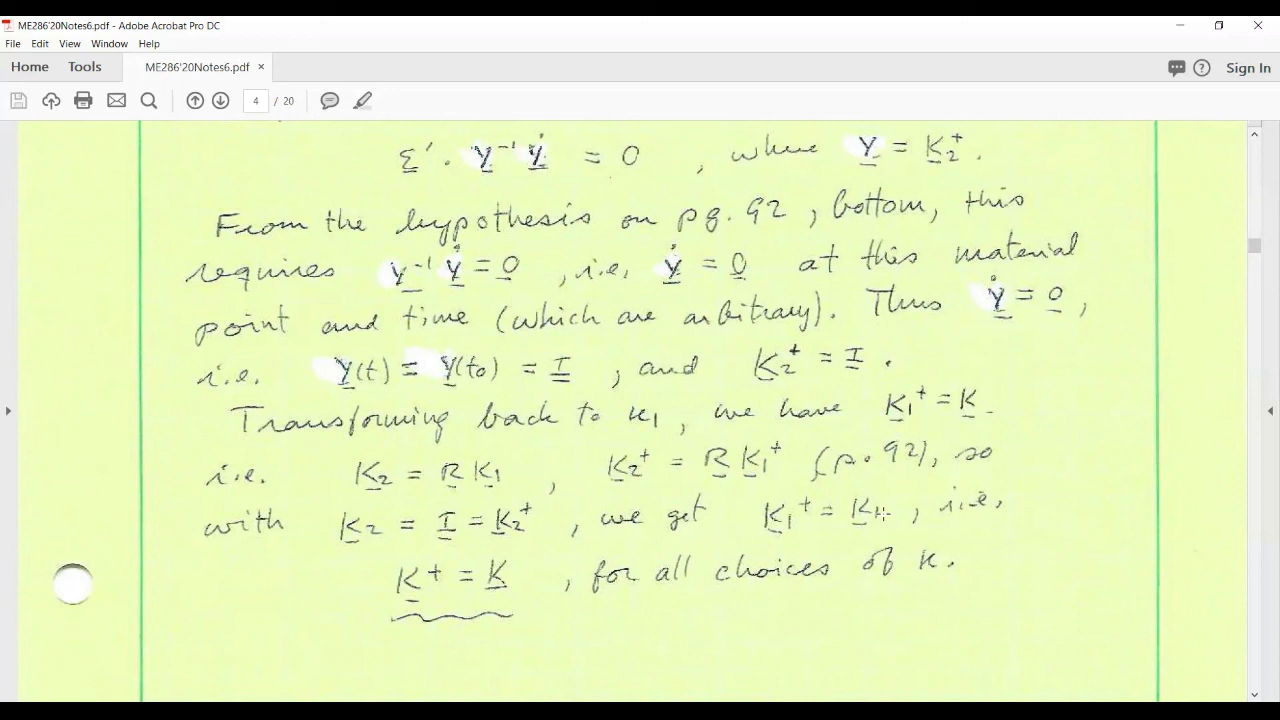 ME286'20Notes6.pdf - Adobe Acrobat Pro DC
File Edit View Window Help
Home Tools ME286'20Notes6.pdf × Sign In
4 / 20
Σ' · Y⁻¹ Ẏ = 0 , where Y = K₂⁺.
From the hypothesis on pg. 92, bottom, this
requires Y⁻¹ Ẏ = 0 , i.e. Ẏ = 0 at this material
point and time (which are arbitrary). Thus Ẏ = 0,
i.e. Y(t) = Y(t₀) = I , and K₂⁺ = I .
Transforming back to κ₁, we have K₁⁺ = K
i.e. K₂ = R K₁ , K₂⁺ = R K₁⁺ (p. 92), so
with K₂ = I = K₂⁺ , we get K₁⁺ = K₁ , i.e.
K⁺ = K , for all choices of κ.